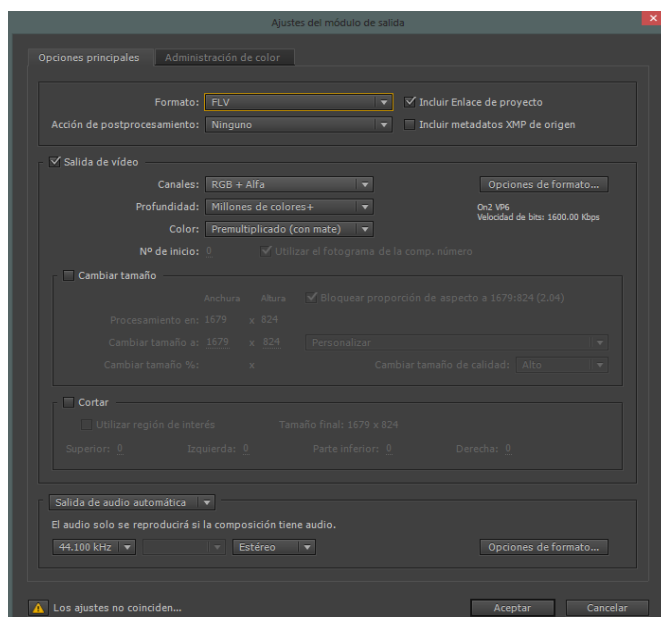 Ajustes del módulo de salida
Opciones principales Administración de color
Formato: FLV Incluir Enlace de proyecto
Acción de postprocesamiento: Ninguno Incluir metadatos XMP de origen
Salida de vídeo
Canales: RGB + Alfa Opciones de formato...
Profundidad: Millones de colores+ On2 VP6
Velocidad de bits: 1600.00 Kbps
Color: Premultiplicado (con mate)
Nº de inicio: 0 Utilizar el fotograma de la comp. número
Cambiar tamaño
Anchura Altura Bloquear proporción de aspecto a 1679:824 (2.04)
Procesamiento en: 1679 x 824
Cambiar tamaño a: 1679 x 824 Personalizar
Cambiar tamaño %: x Cambiar tamaño de calidad: Alto
Cortar
Utilizar región de interés Tamaño final: 1679 x 824
Superior: 0 Izquierda: 0 Parte inferior: 0 Derecha: 0
Salida de audio automática
El audio solo se reproducirá si la composición tiene audio.
44.100 kHz Estéreo Opciones de formato...
Los ajustes no coinciden... Aceptar Cancelar